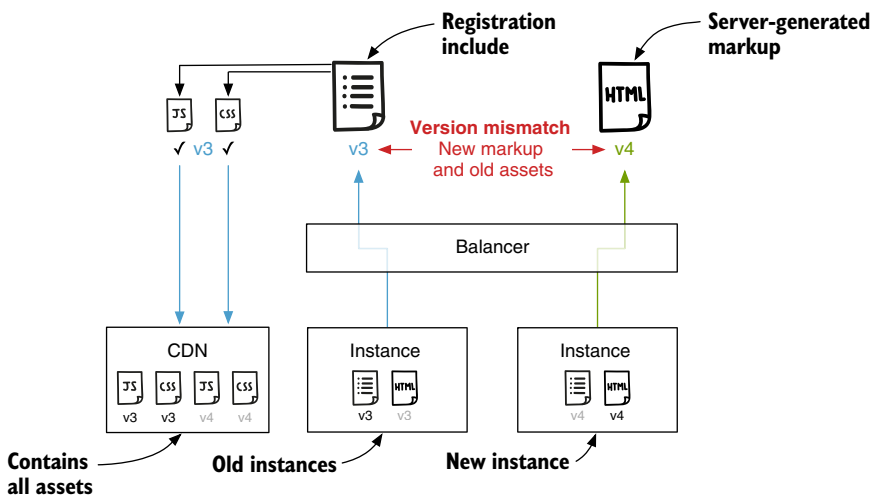 Registration
include
Server-generated
markup
JS
CSS
HTML
Version mismatch
New markup
and old assets
✓ v3 ✓
v3
v4
Balancer
CDN
Instance
Instance
JS CSS JS CSS
HTML
HTML
v3 v3 v4 v4
v3 v3
v4 v4
Contains
all assets
Old instances
New instance